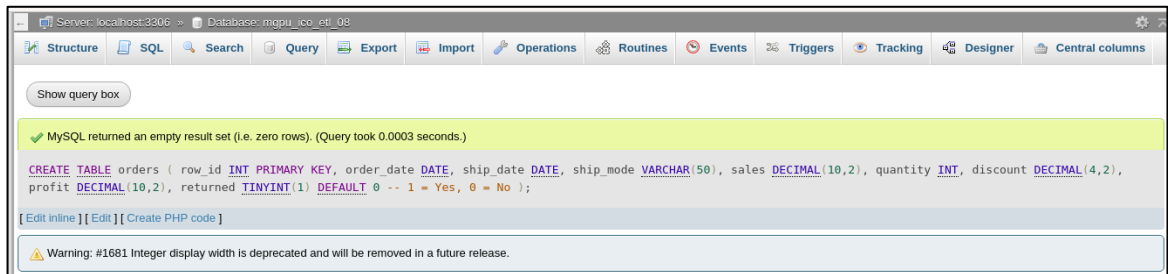 Server: localhost:3306 » Database: mgpu_ico_etl_08
Structure SQL Search Query Export Import Operations Routines Events Triggers Tracking Designer Central columns
Show query box
MySQL returned an empty result set (i.e. zero rows). (Query took 0.0003 seconds.)
CREATE TABLE orders ( row_id INT PRIMARY KEY, order_date DATE, ship_date DATE, ship_mode VARCHAR(50), sales DECIMAL(10,2), quantity INT, discount DECIMAL(4,2),
profit DECIMAL(10,2), returned TINYINT(1) DEFAULT 0 -- 1 = Yes, 0 = No );
[ Edit inline ] [ Edit ] [ Create PHP code ]
Warning: #1681 Integer display width is deprecated and will be removed in a future release.